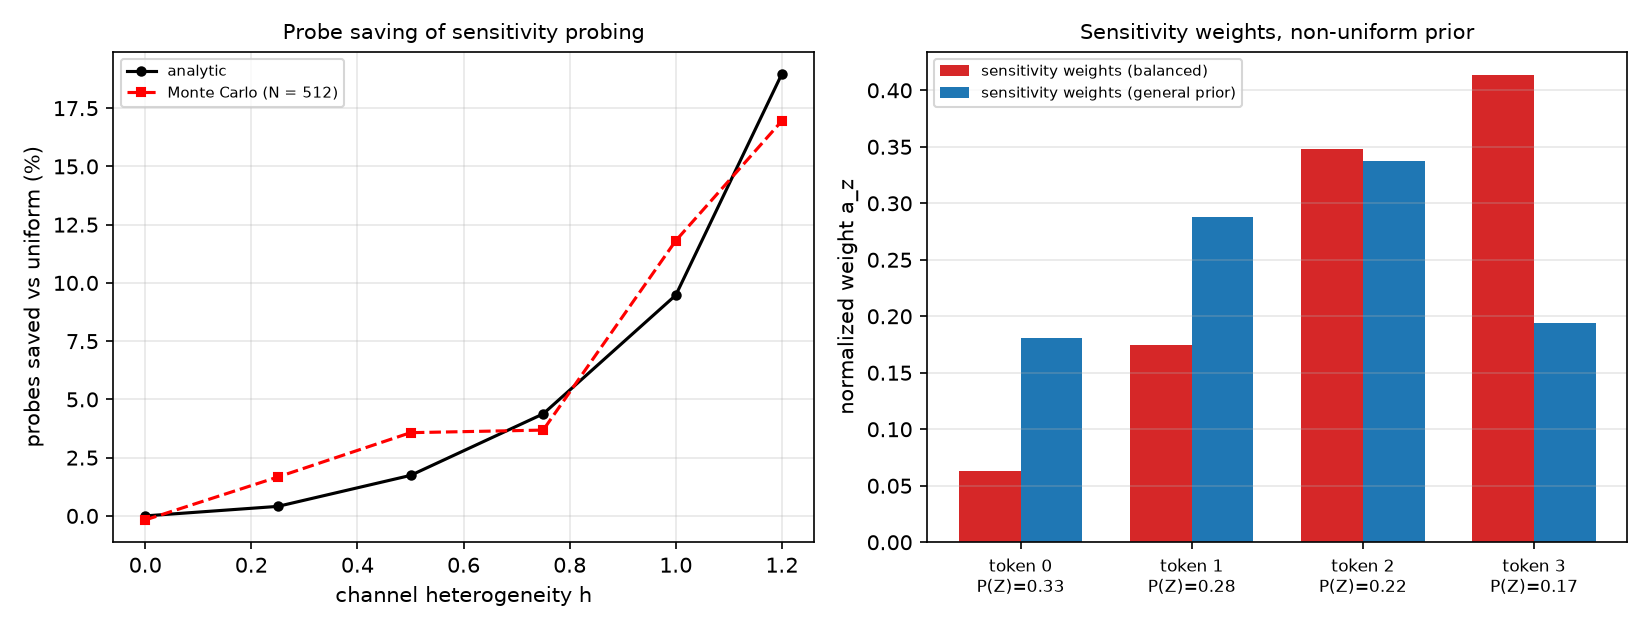 Probe saving of sensitivity probing
analytic
Monte Carlo (N = 512)
probes saved vs uniform (%)
17.5
15.0
12.5
10.0
7.5
5.0
2.5
0.0
0.0
0.2
0.4
0.6
0.8
1.0
1.2
channel heterogeneity h
Sensitivity weights, non-uniform prior
sensitivity weights (balanced)
sensitivity weights (general prior)
normalized weight a_z
0.40
0.35
0.30
0.25
0.20
0.15
0.10
0.05
0.00
token 0
P(Z)=0.33
token 1
P(Z)=0.28
token 2
P(Z)=0.22
token 3
P(Z)=0.17